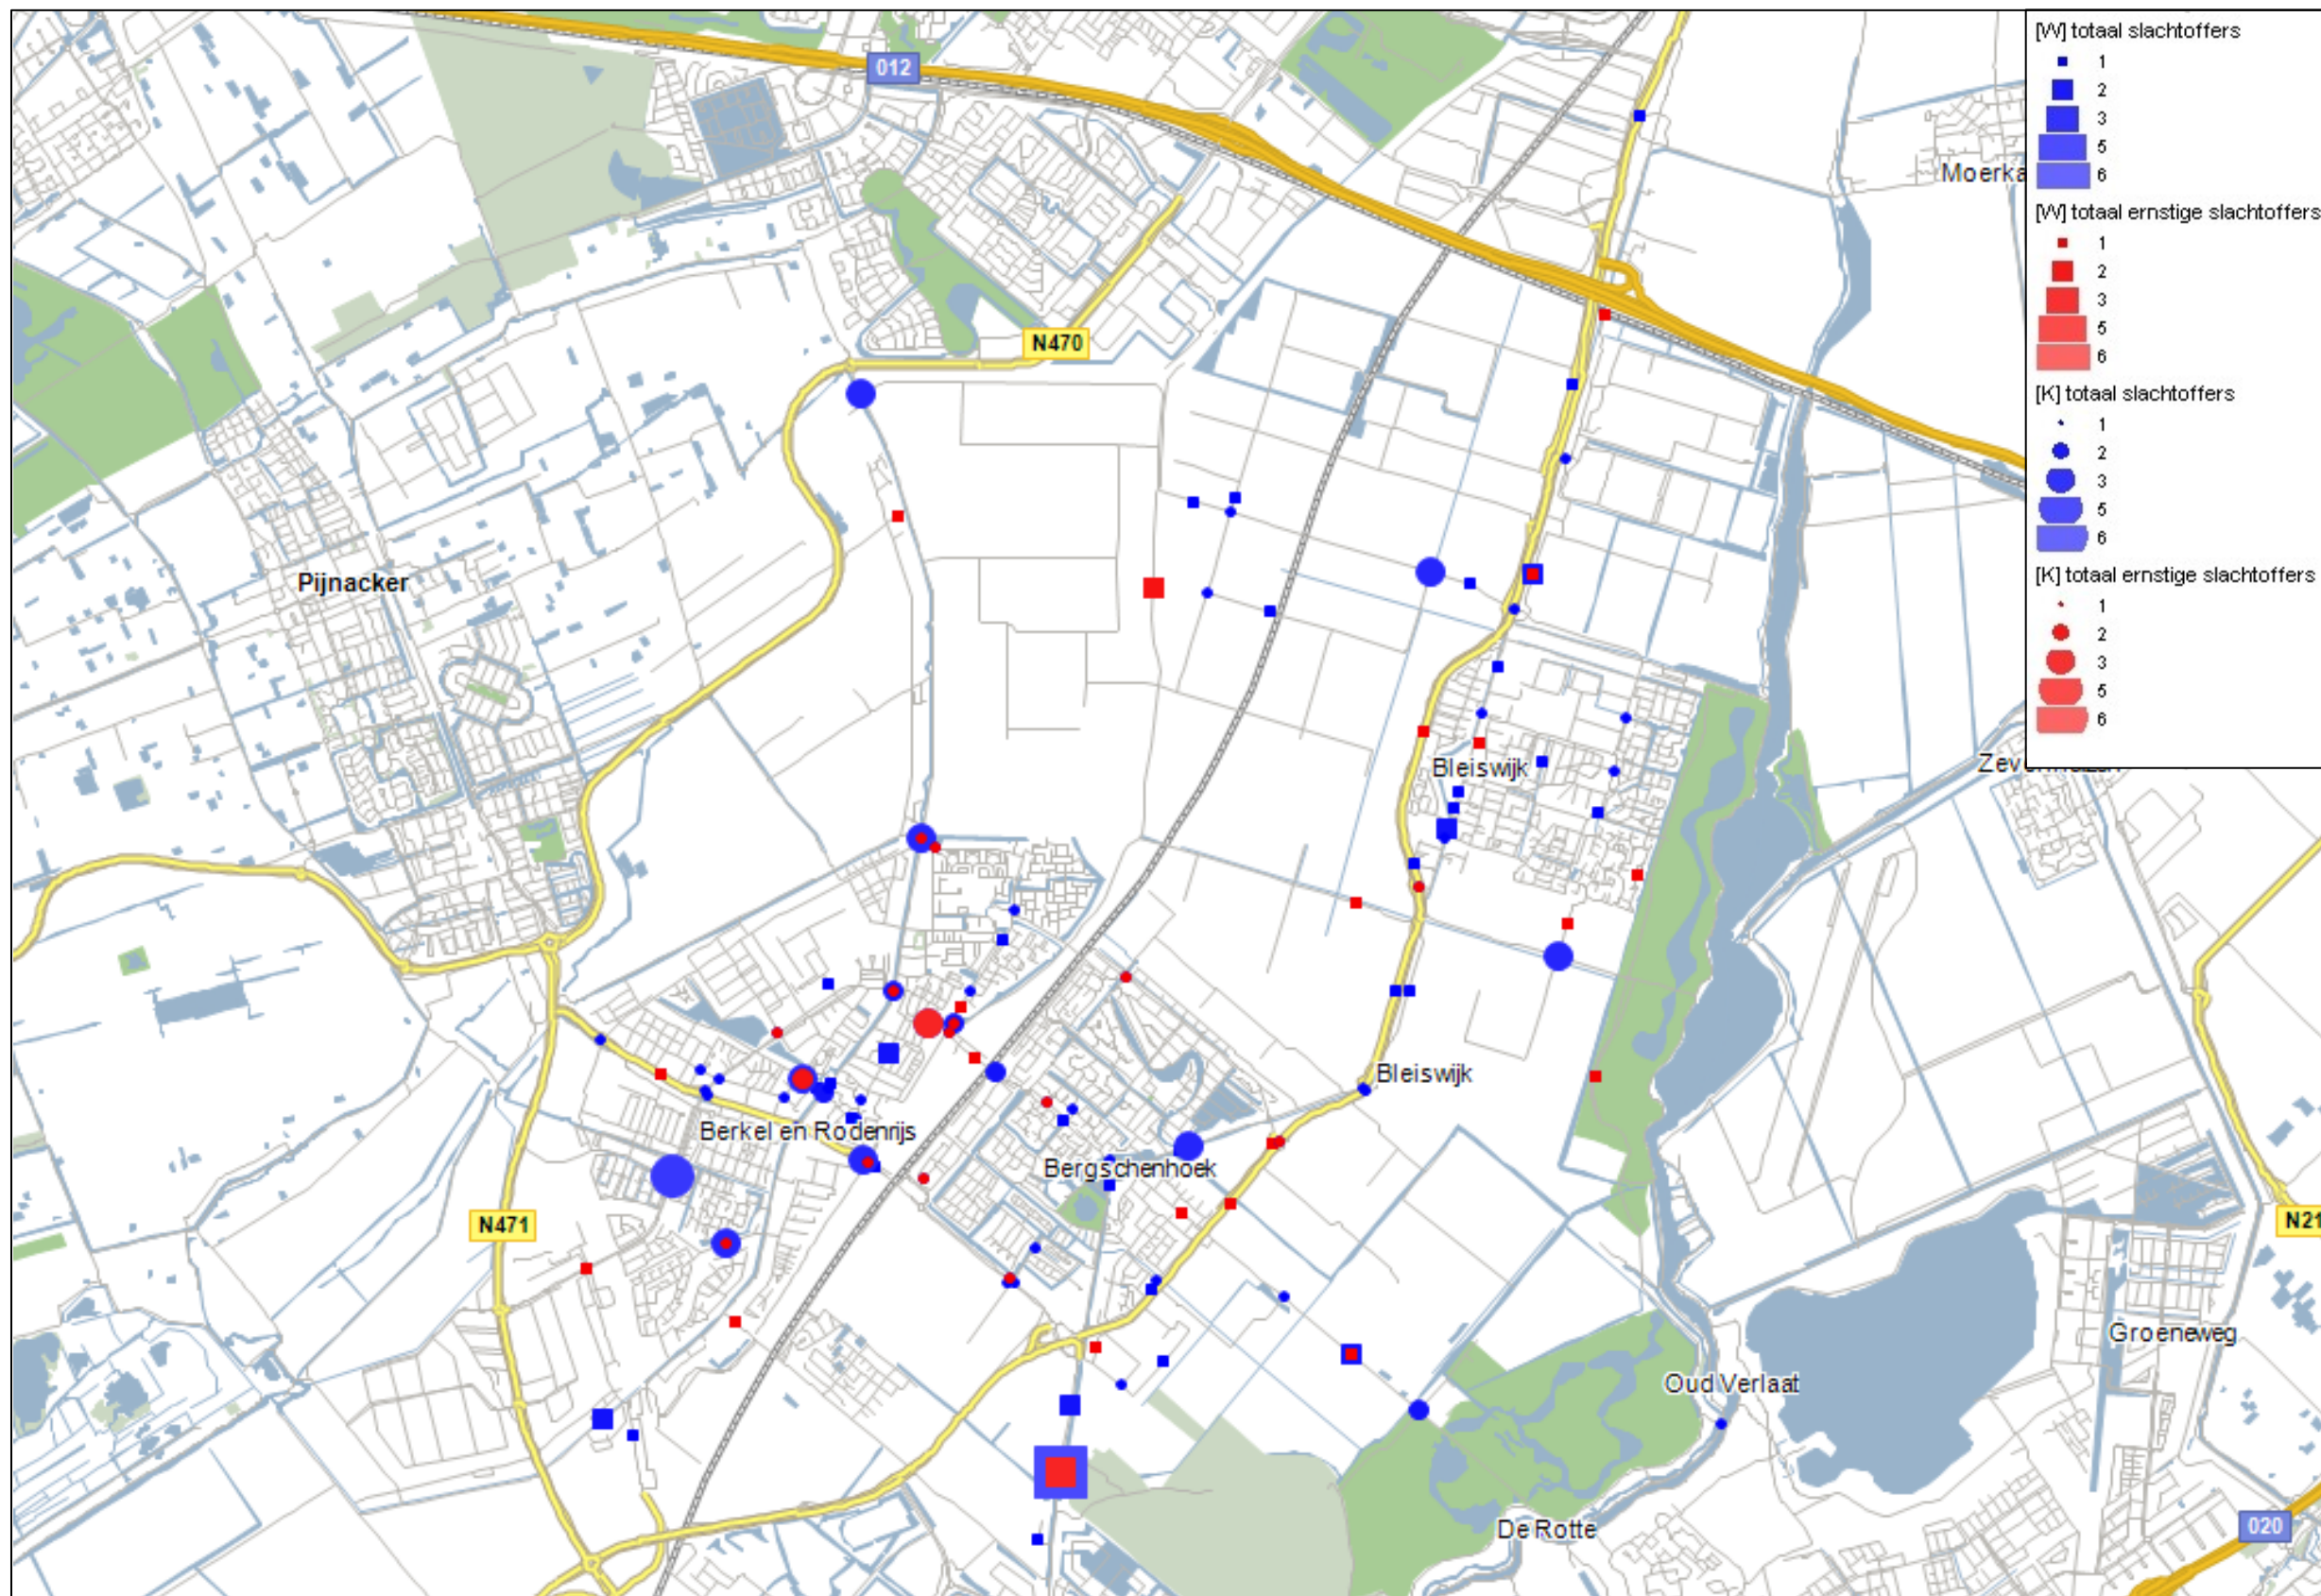 [W] totaal slachtoffers
1
2
3
5
6
[W] totaal ernstige slachtoffers
1
2
3
5
6
[K] totaal slachtoffers
1
2
3
5
6
[K] totaal ernstige slachtoffers
1
2
3
5
6
012
Moerka
N470
Pijnacker
Bleiswijk
Bleiswijk
Berkel en Rodenrijs
Bergschenhoek
N471
N21
Groeneweg
Oud Verlaat
De Rotte
020